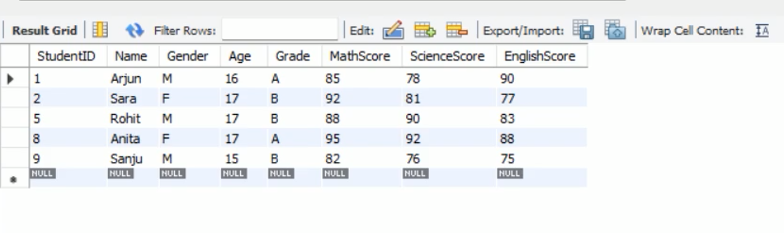 Result Grid Filter Rows: Edit: Export/Import: Wrap Cell Content: IA
StudentID Name Gender Age Grade MathScore ScienceScore EnglishScore
1 Arjun M 16 A 85 78 90
2 Sara F 17 B 92 81 77
5 Rohit M 17 B 88 90 83
8 Anita F 17 A 95 92 88
9 Sanju M 15 B 82 76 75
NULL NULL NULL NULL NULL NULL NULL NULL